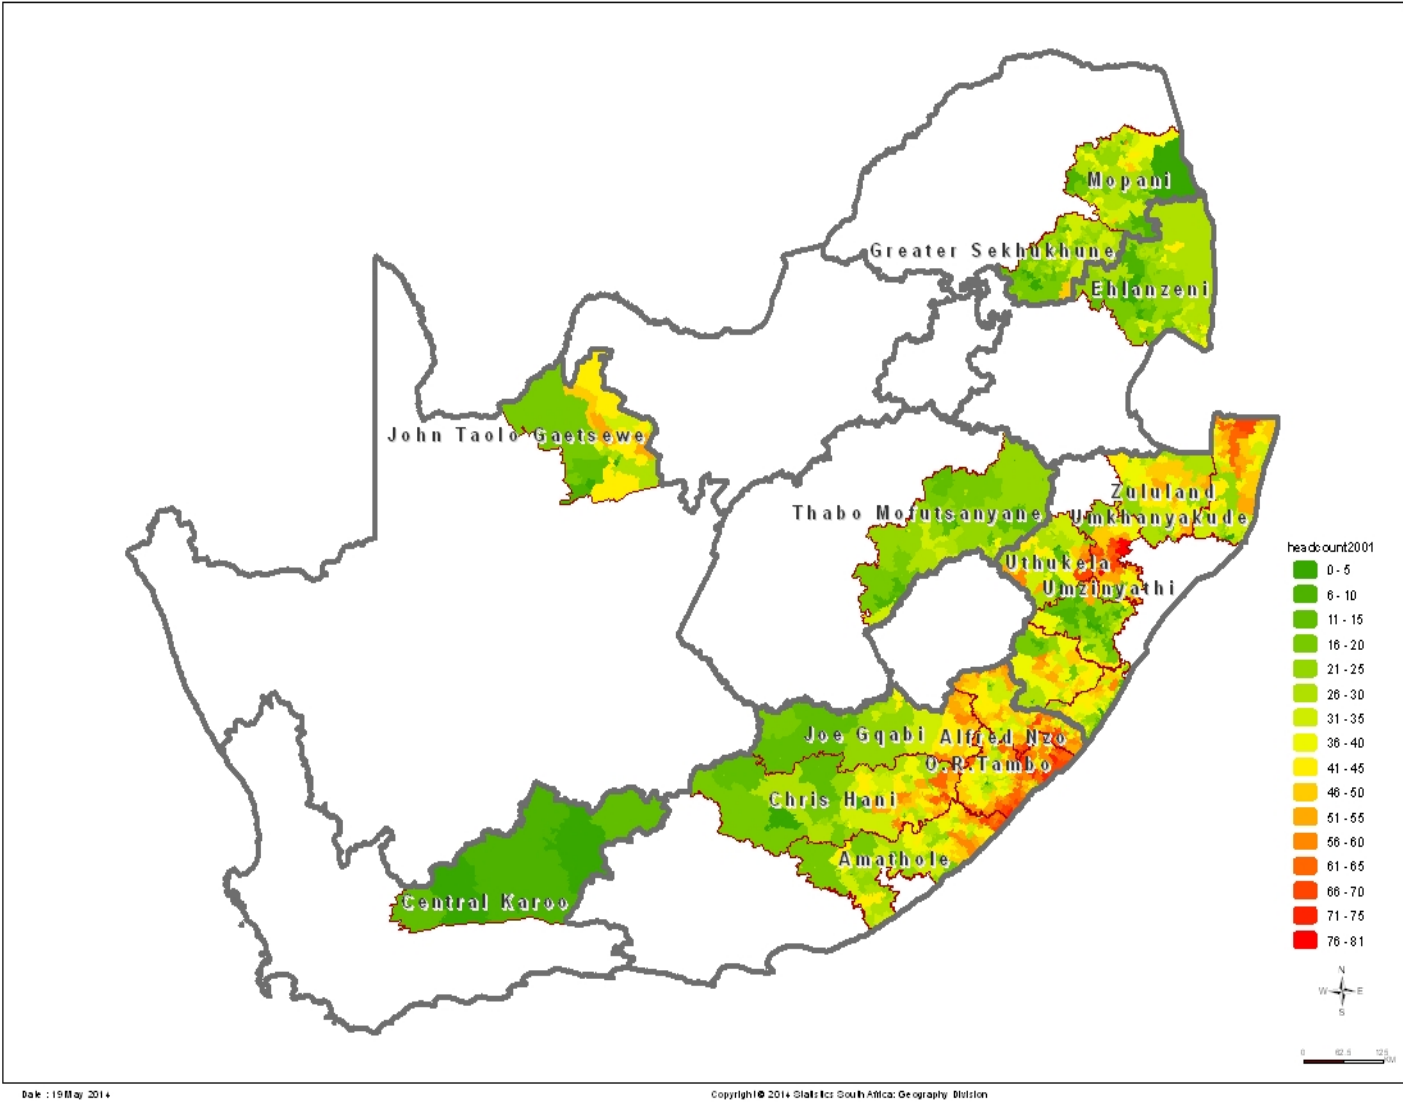 Mopani
Greater Sekhukhune
Ehlanzeni
John Taolo Gaetsewe
Zululand
Thabo Mofutsanyane
Umkhanyakude
Uthukela
Umzinyathi
Joe Gqabi
Alfred Nzo
O.R.Tambo
Chris Hani
Amathole
Central Karoo
headcount2001
0 - 5
6 - 10
11 - 15
16 - 20
21 - 25
26 - 30
31 - 35
36 - 40
41 - 45
46 - 50
51 - 55
56 - 60
61 - 65
66 - 70
71 - 75
76 - 81
N
W E
S
0 62.5 125
KM
Date : 19 May 2014
Copyright © 2014 Statistics South Africa: Geography Division